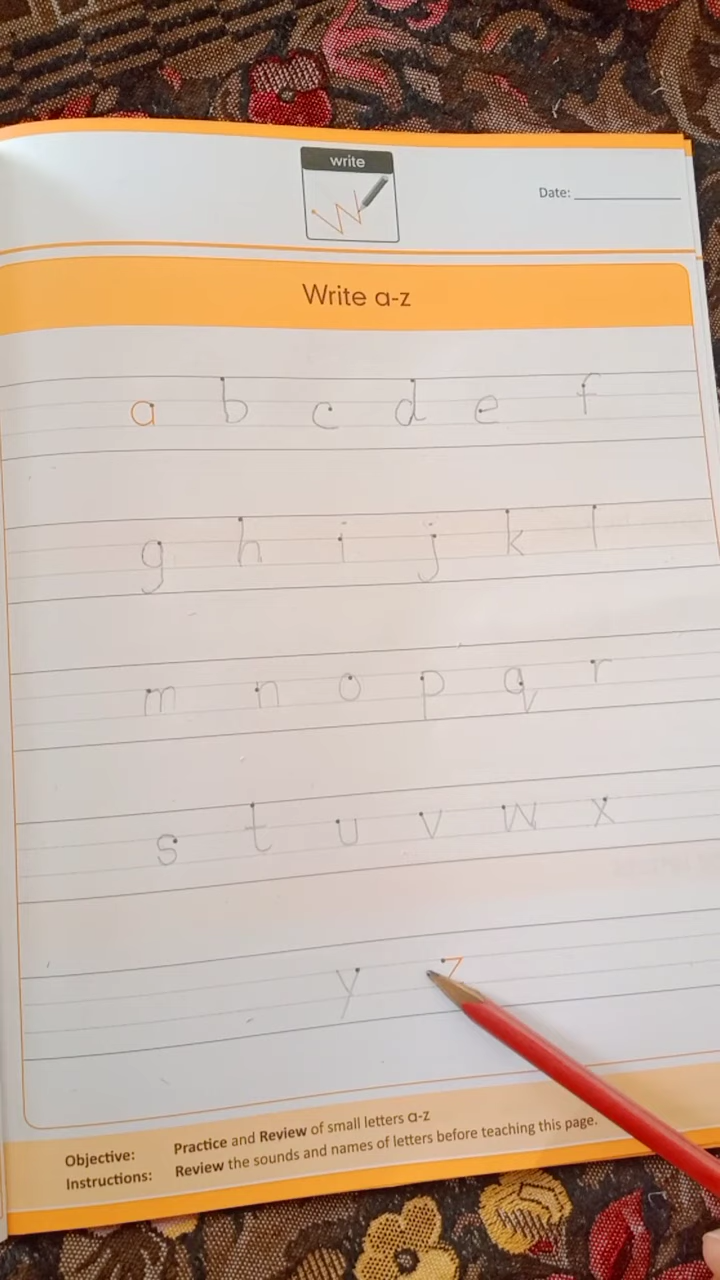 write
Date:
Write a-z
a b c d e f
g h i j k l
m n o p q r
s t u v w x
y z
Objective: Practice and Review of small letters a-z
Instructions: Review the sounds and names of letters before teaching this page.